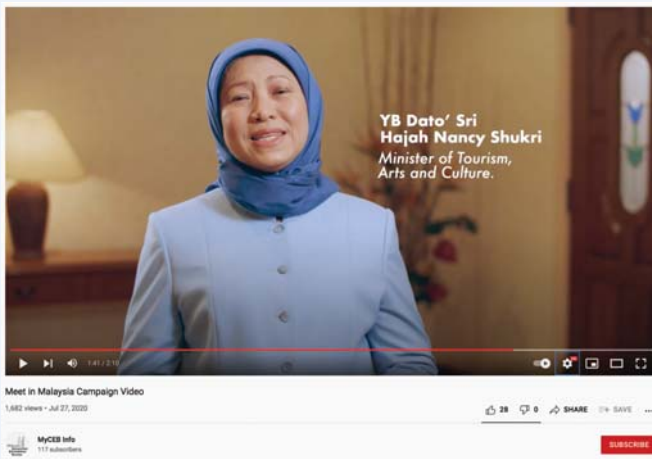 YB Dato' Sri
Hajah Nancy Shukri
Minister of Tourism,
Arts and Culture.
1:41 / 2:10
Meet in Malaysia Campaign Video
1,682 views • Jul 27, 2020
28
0
SHARE
SAVE
...
MyCEB Info
117 subscribers
SUBSCRIBE